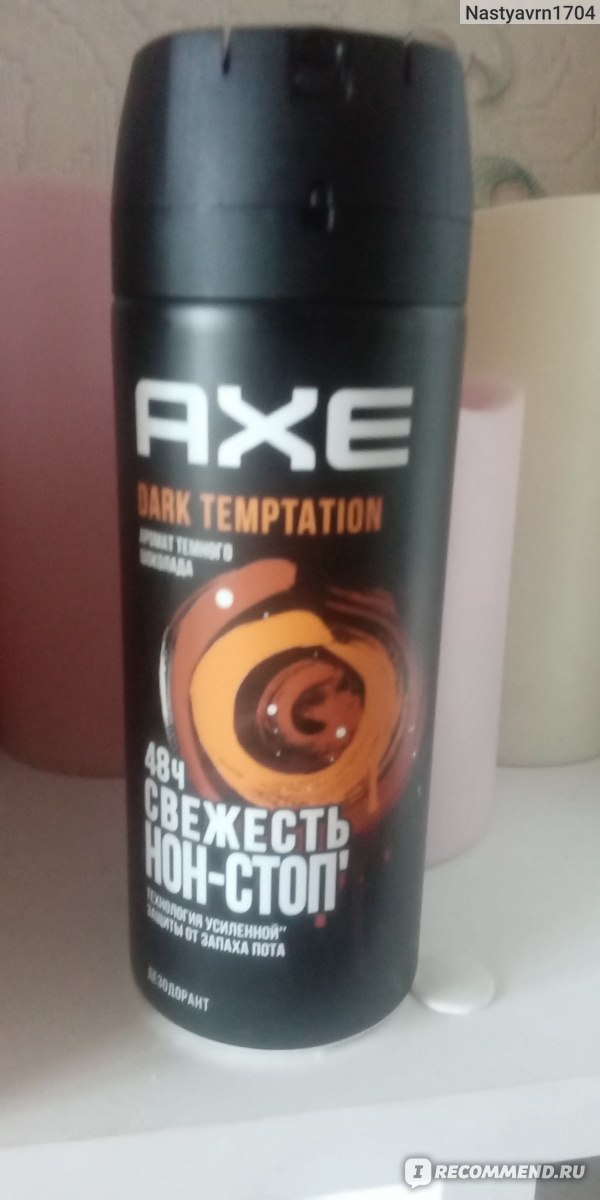 Nastyavrn1704
AXE
DARK TEMPTATION
АРОМАТ ТЕМНОГО
ШОКОЛАДА
48Ч
СВЕЖЕСТЬ
НОН-СТОП'
ТЕХНОЛОГИЯ УСИЛЕННОЙ"
ЗАЩИТЫ ОТ ЗАПАХА ПОТА
ДЕЗОДОРАНТ
IRECOMMEND.RU